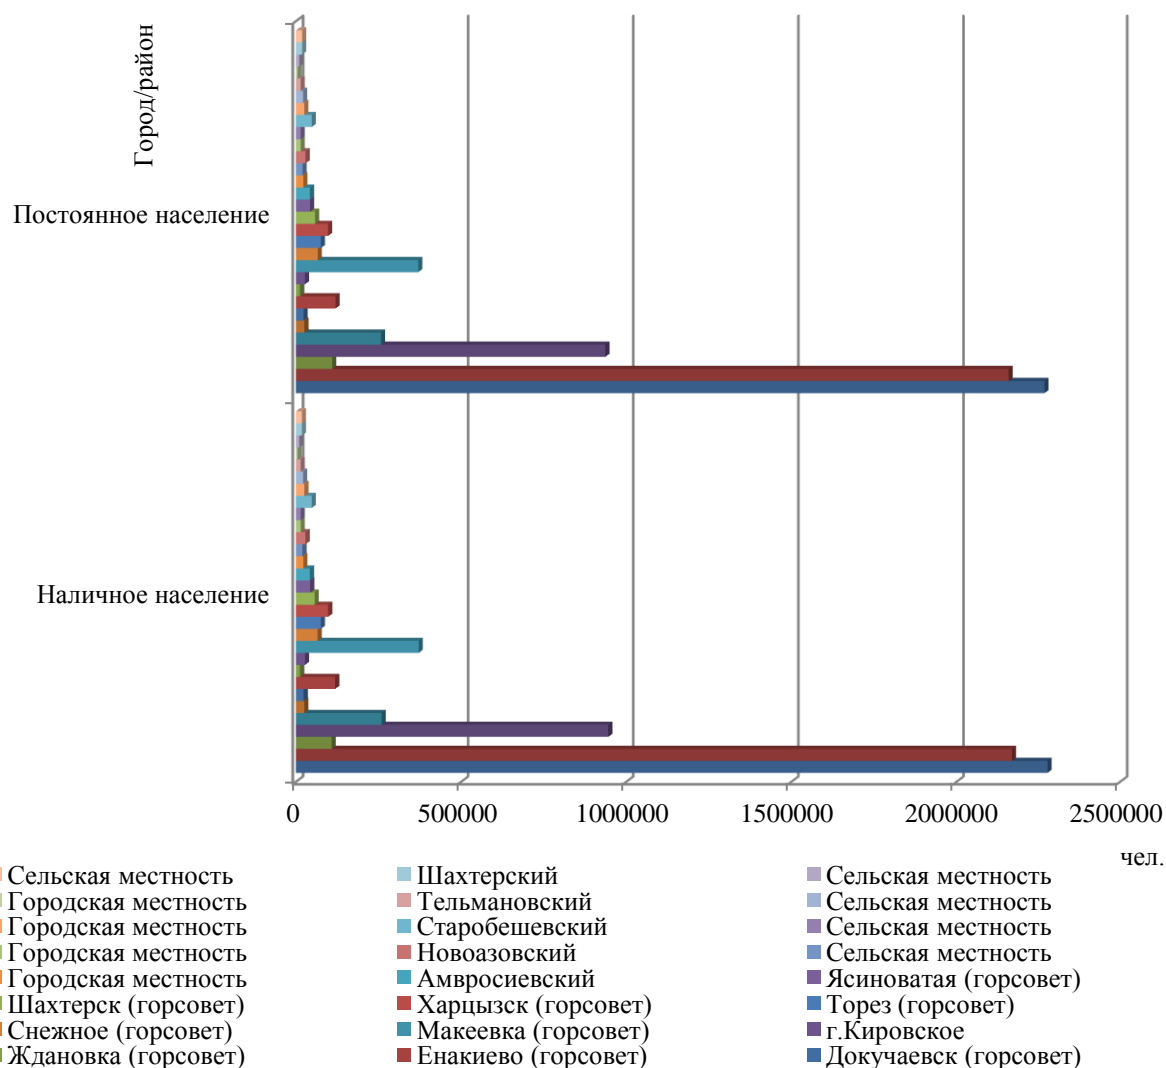 Город/район
Постоянное население
Наличное население
0 500000 1000000 1500000 2000000 2500000
чел.
Сельская местность Шахтерский Сельская местность
Городская местность Тельмановский Сельская местность
Городская местность Старобешевский Сельская местность
Городская местность Новоазовский Сельская местность
Городская местность Амвросиевский Ясиноватая (горсовет)
Шахтерск (горсовет) Харцызск (горсовет) Торез (горсовет)
Снежное (горсовет) Макеевка (горсовет) г.Кировское
Ждановка (горсовет) Енакиево (горсовет) Докучаевск (горсовет)